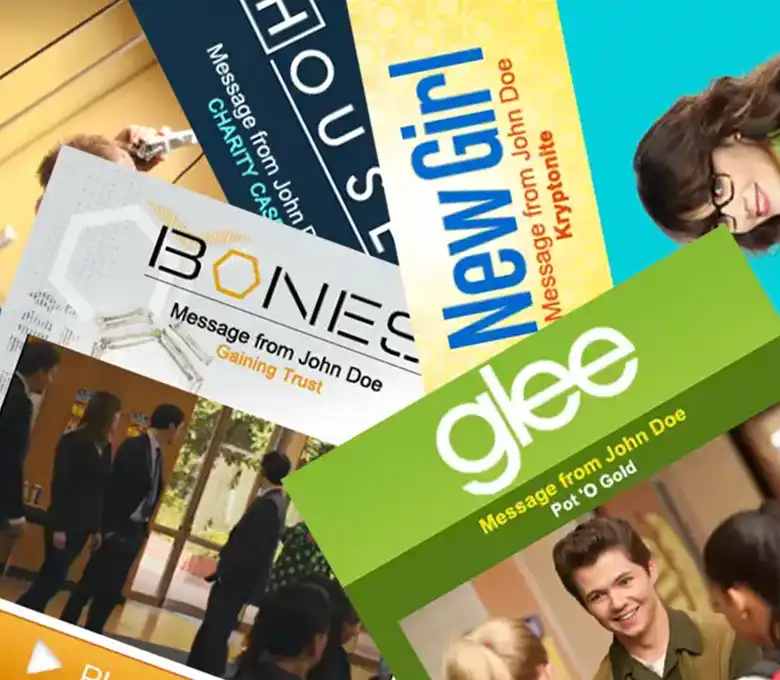 HOUSE
Message from John D
CHARITY CAS
New Girl
Message from John Doe
Kryptonite
BONES
Message from John Doe
Gaining Trust
glee
Message from John Doe
Pot 'O Gold
Pl